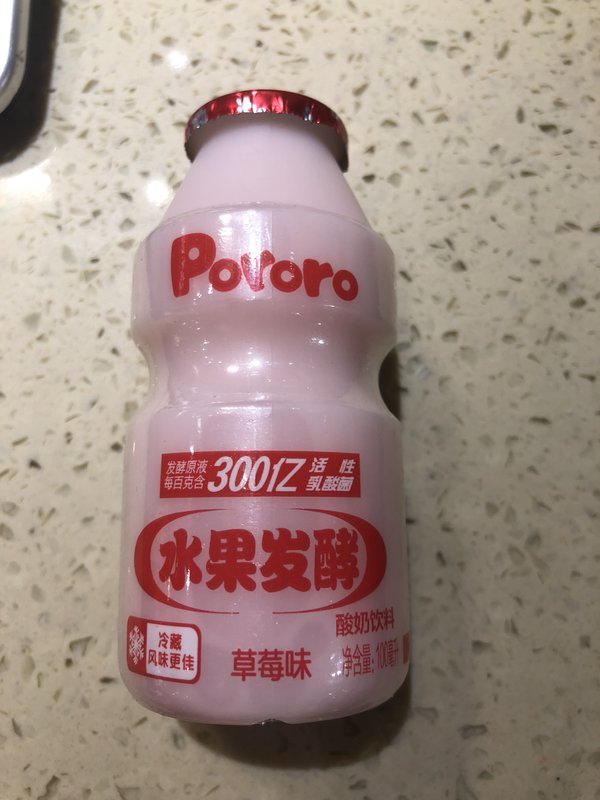 Povoro
发酵原液
每百克含
300亿
活性
乳酸菌
水果发酵
酸奶饮料
冷藏
风味更佳
草莓味
净含量:100毫升